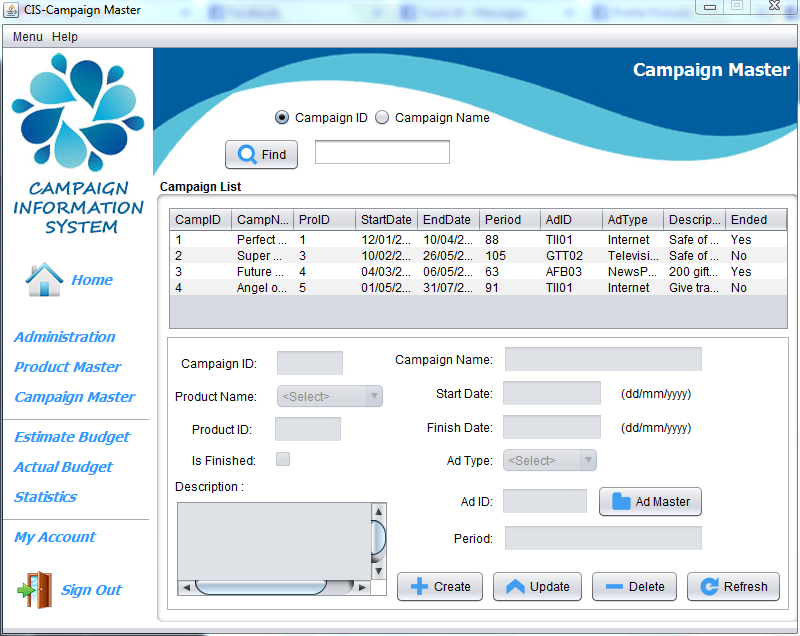 CIS-Campaign Master
Menu Help
Campaign Master
Campaign ID Campaign Name
Find
CAMPAIGN
INFORMATION
SYSTEM
Campaign List
CampID CampN... ProID StartDate EndDate Period AdID AdType Descrip... Ended
1 Perfect ... 1 12/01/2... 10/04/2... 88 TII01 Internet Safe of ... Yes
2 Super ... 3 10/02/2... 26/05/2... 105 GTT02 Televisi... Safe of ... No
3 Future ... 4 04/03/2... 06/05/2... 63 AFB03 NewsP... 200 gift... Yes
4 Angel o... 5 01/05/2... 31/07/2... 91 TII01 Internet Give tra... No
Home
Administration
Product Master
Campaign Master
Estimate Budget
Actual Budget
Statistics
My Account
Sign Out
Campaign ID: Campaign Name:
Product Name: <Select> Start Date: (dd/mm/yyyy)
Product ID: Finish Date: (dd/mm/yyyy)
Is Finished: Ad Type: <Select>
Description :
Ad ID: Ad Master
Period:
Create Update Delete Refresh